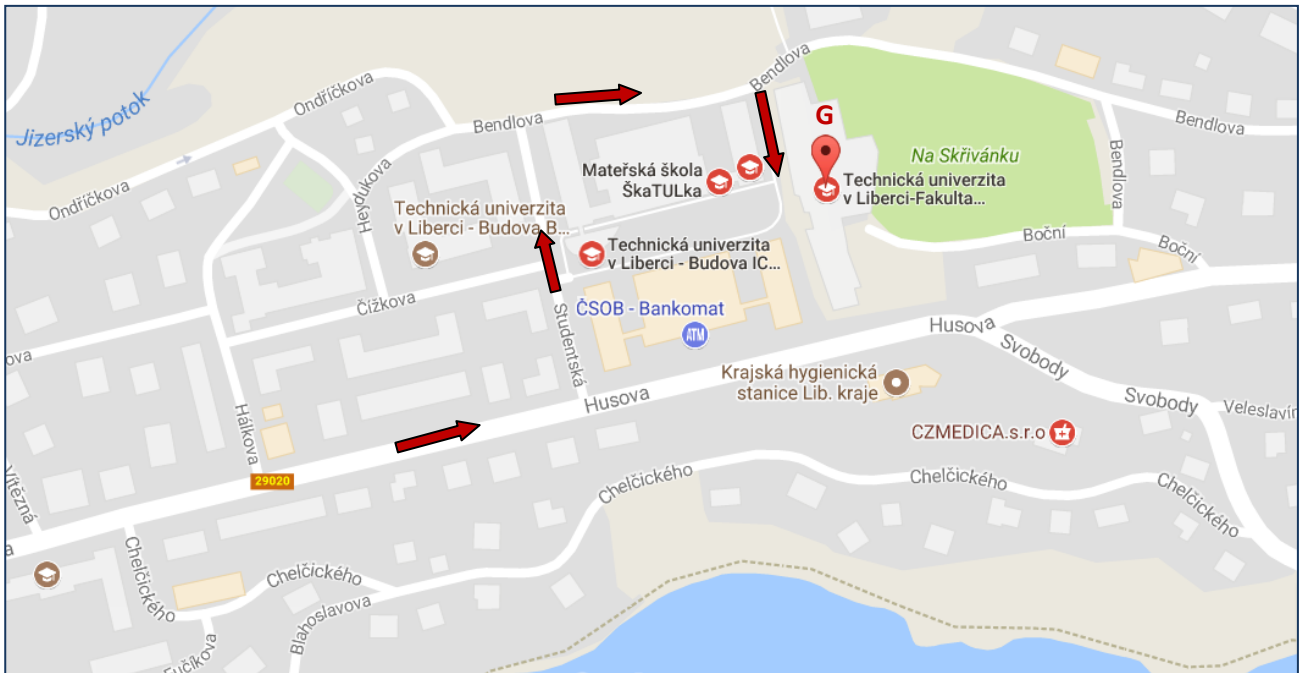 Bendlova
Ondříčkova
Jizerský potok
Bendlova
G
Bendlova
Na Skřivánku
Mateřská škola
ŠkaTULka
Technická univerzita
v Liberci-Fakulta...
Bendlova
Ondříčkova
Heydukova
Technická univerzita
v Liberci - Budova B...
Technická univerzita
v Liberci - Budova IC...
Boční
Boční
Čížkova
Studentská
ČSOB - Bankomat
ATM
Husova
Svobody
ova
Krajská hygienická
stanice Lib. kraje
Husova
Svobody
Veleslavín
Hálkova
CZMEDICA.s.r.o
29020
Chelčického
Chelčického
Chelčického
Vítězná
a
Chelčického
Chelčického
Blahoslavova
Fučíkova